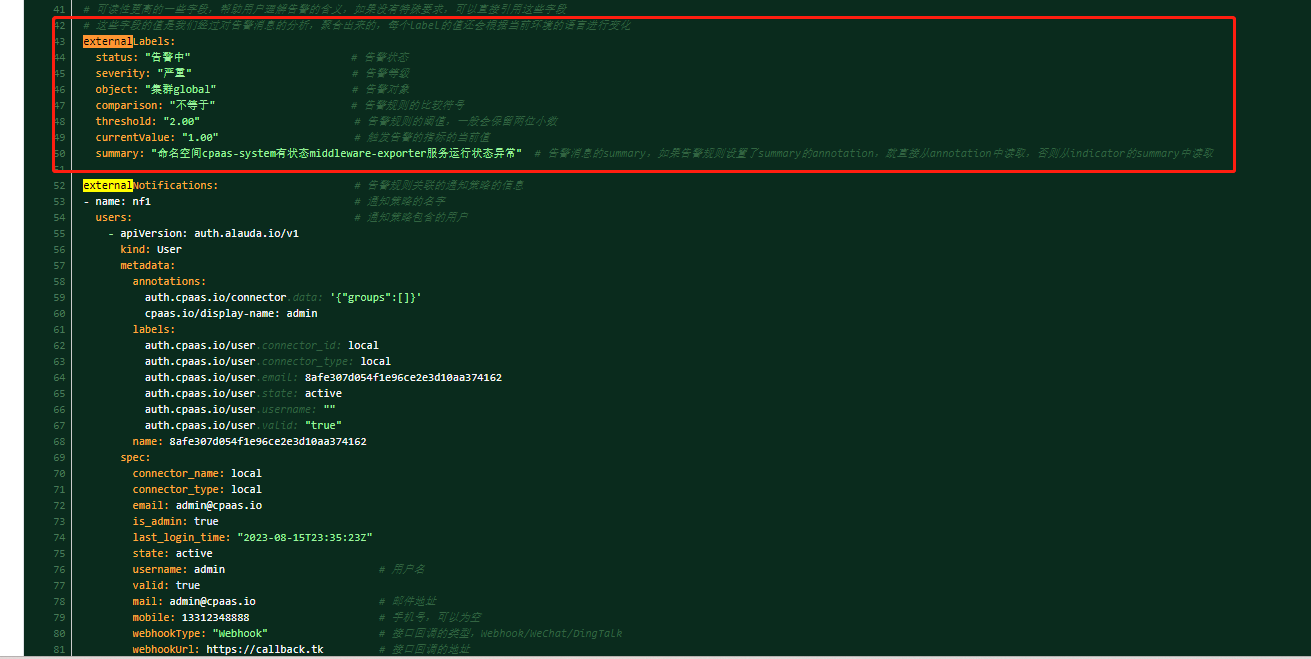 41 # 可读性更高的一些字段，帮助用户理解告警的含义，如果没有特殊要求，可以直接引用这些字段
42 # 这些字段的值是我们经过对告警消息的分析，聚合出来的，每个Label的值还会根据当前环境的语言进行变化
43 externalLabels:
44 status: "告警中" # 告警状态
45 severity: "严重" # 告警等级
46 object: "集群global" # 告警对象
47 comparison: "不等于" # 告警规则的比较符号
48 threshold: "2.00" # 告警规则的阈值，一般会保留两位小数
49 currentValue: "1.00" # 触发告警的指标的当前值
50 summary: "命名空间cpaas-system有状态middleware-exporter服务运行状态异常" # 告警消息的summary，如果告警规则设置了summary的annotation，就直接从annotation中读取，否则从indicator的summary中读取
51
52 externalNotifications: # 告警规则关联的通知策略的信息
53 - name: nf1 # 通知策略的名字
54 users: # 通知策略包含的用户
55 - apiVersion: auth.alauda.io/v1
56 kind: User
57 metadata:
58 annotations:
59 auth.cpaas.io/connector.data: '{"groups":[]}'
60 cpaas.io/display-name: admin
61 labels:
62 auth.cpaas.io/user.connector_id: local
63 auth.cpaas.io/user.connector_type: local
64 auth.cpaas.io/user.email: 8afe307d054f1e96ce2e3d10aa374162
65 auth.cpaas.io/user.state: active
66 auth.cpaas.io/user.username: ""
67 auth.cpaas.io/user.valid: "true"
68 name: 8afe307d054f1e96ce2e3d10aa374162
69 spec:
70 connector_name: local
71 connector_type: local
72 email: admin@cpaas.io
73 is_admin: true
74 last_login_time: "2023-08-15T23:35:23Z"
75 state: active
76 username: admin # 用户名
77 valid: true
78 mail: admin@cpaas.io # 邮件地址
79 mobile: 13312348888 # 手机号，可以为空
80 webhookType: "Webhook" # 接口回调的类型，Webhook/WeChat/DingTalk
81 webhookUrl: https://callback.tk # 接口回调的地址